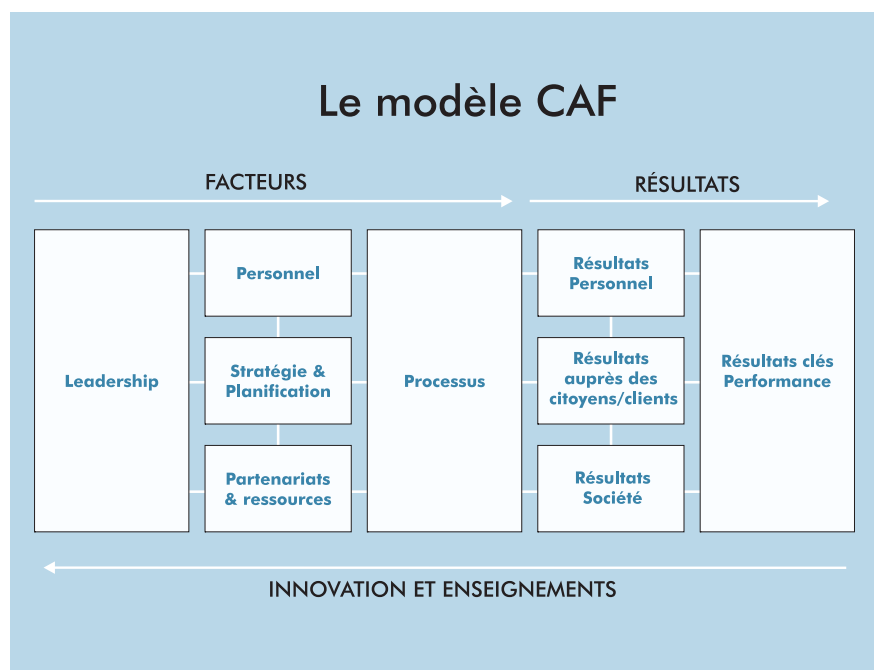 Le modèle CAF
FACTEURS
RÉSULTATS
Leadership
Personnel
Stratégie &
Planification
Partenariats
& ressources
Processus
Résultats
Personnel
Résultats
auprès des
citoyens/clients
Résultats
Société
Résultats clés
Performance
INNOVATION ET ENSEIGNEMENTS